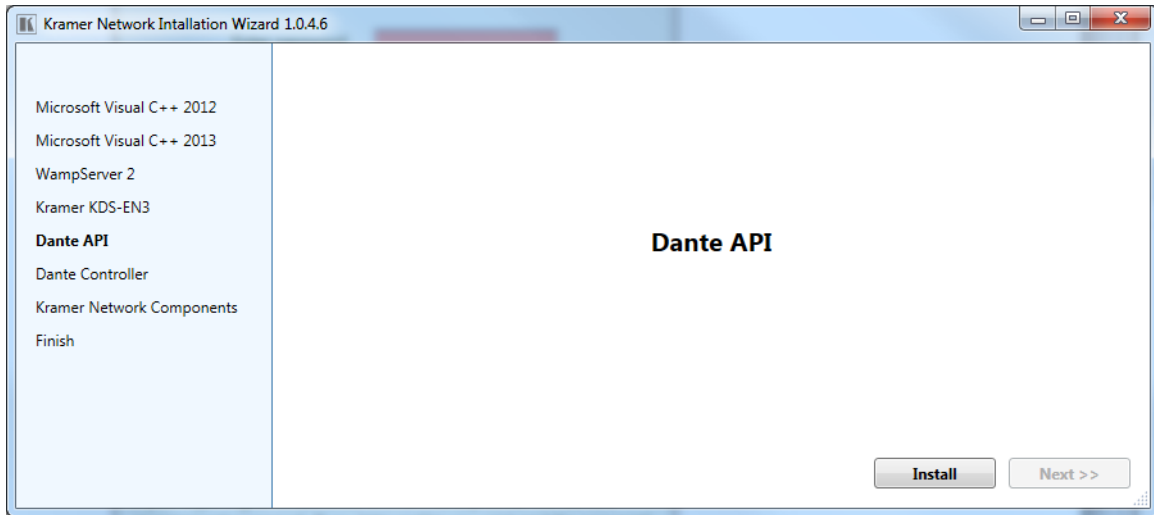 Kramer Network Intallation Wizard 1.0.4.6
Microsoft Visual C++ 2012
Microsoft Visual C++ 2013
WampServer 2
Kramer KDS-EN3
Dante API
Dante Controller
Kramer Network Components
Finish
Dante API
Install
Next >>